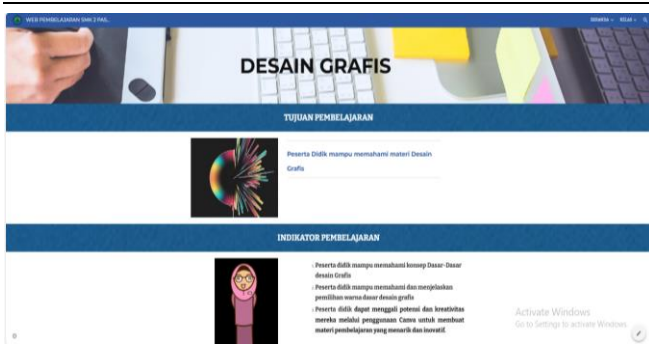 WEB PEMBELAJARAN SMK 2 PAS..
BERANDA
KELAS
DESAIN GRAFIS
TUJUAN PEMBELAJARAN
Peserta Didik mampu memahami materi Desain
Grafis
INDIKATOR PEMBELAJARAN
Peserta didik mampu memahami konsep Dasar-Dasar
desain Grafis
Peserta didik mampu memahami dan menjelaskan
pemilihan warna dasar desain grafis
Peserta didik dapat menggali potensi dan kreativitas
mereka melalui penggunaan Canva untuk membuat
materi pembelajaran yang menarik dan inovatif.
Activate Windows
Go to Settings to activate Windows.